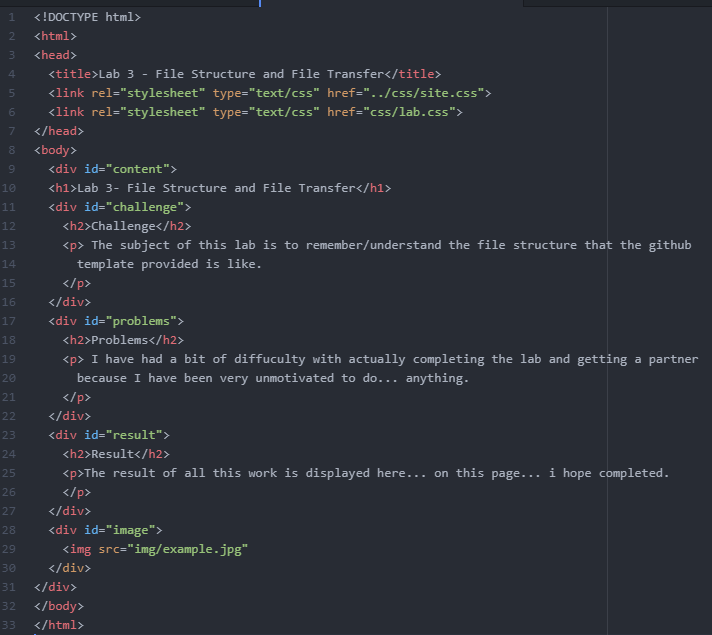 1 <!DOCTYPE html>
2 <html>
3 <head>
4 <title>Lab 3 - File Structure and File Transfer</title>
5 <link rel="stylesheet" type="text/css" href="../css/site.css">
6 <link rel="stylesheet" type="text/css" href="css/lab.css">
7 </head>
8 <body>
9 <div id="content">
10 <h1>Lab 3- File Structure and File Transfer</h1>
11 <div id="challenge">
12 <h2>Challenge</h2>
13 <p> The subject of this lab is to remember/understand the file structure that the github
14 template provided is like.
15 </p>
16 </div>
17 <div id="problems">
18 <h2>Problems</h2>
19 <p> I have had a bit of diffuculty with actually completing the lab and getting a partner
20 because I have been very unmotivated to do... anything.
21 </p>
22 </div>
23 <div id="result">
24 <h2>Result</h2>
25 <p>The result of all this work is displayed here... on this page... i hope completed.
26 </p>
27 </div>
28 <div id="image">
29 <img src="img/example.jpg"
30 </div>
31 </div>
32 </body>
33 </html>